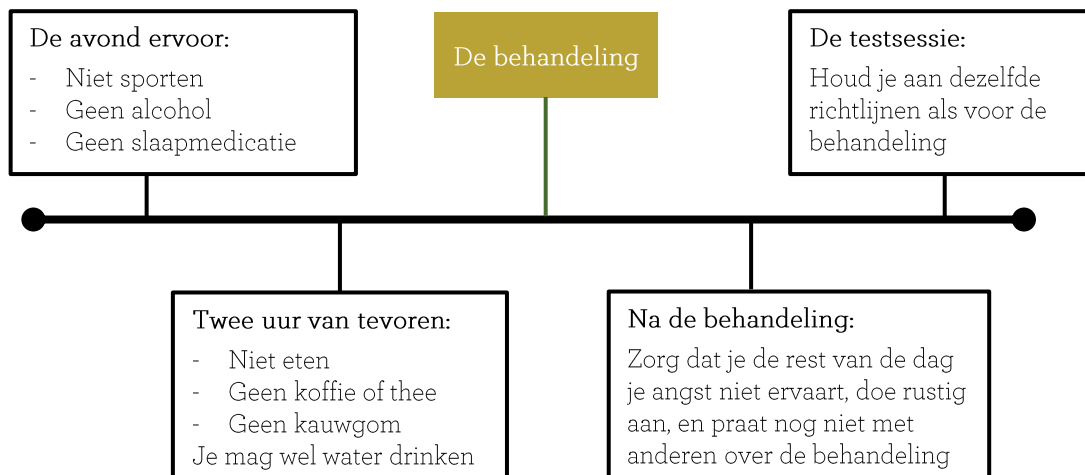 De avond ervoor:
- Niet sporten
- Geen alcohol
- Geen slaapmedicatie
Twee uur van tevoren:
- Niet eten
- Geen koffie of thee
- Geen kauwgom
Je mag wel water drinken
De behandeling
Na de behandeling:
Zorg dat je de rest van de dag
je angst niet ervaart, doe rustig
aan, en praat nog niet met
anderen over de behandeling
De testsessie:
Houd je aan dezelfde
richtlijnen als voor de
behandeling